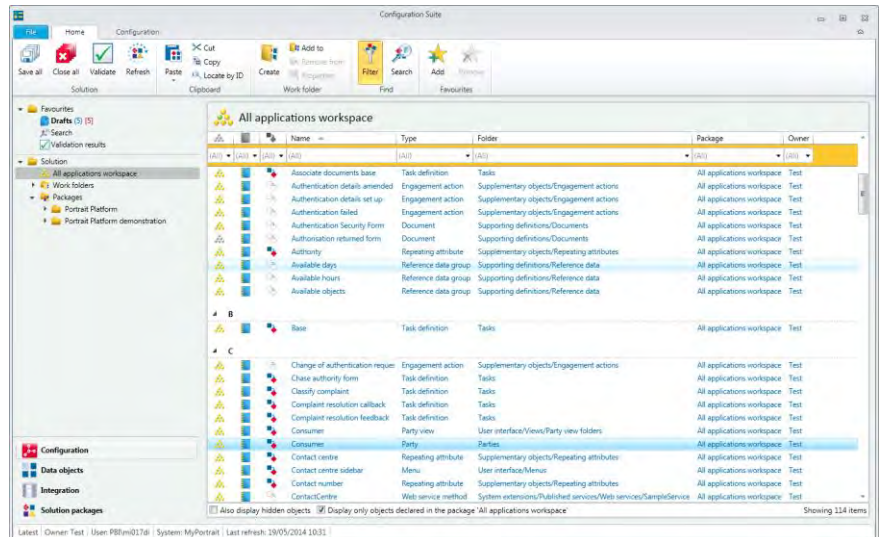 Configuration Suite
File Home Configuration
Save all Close all Validate Refresh Paste Cut Copy Locate by ID Create Add to Remove from Properties Filter Search Add Remove
Solution Clipboard Work folder Find Favourites
Favourites
Drafts (5) [5]
Search
Validation results
Solution
All applications workspace
Work folders
Packages
Portrait Platform
Portrait Platform demonstration
Configuration
Data objects
Integration
Solution packages
All applications workspace
Name Type Folder Package Owner
(All) (All) (All) (All) (All) (All) (All) (All)
Associate documents base Task definition Tasks All applications workspace Test
Authentication details amended Engagement action Supplementary objects/Engagement actions All applications workspace Test
Authentication details set up Engagement action Supplementary objects/Engagement actions All applications workspace Test
Authentication failed Engagement action Supplementary objects/Engagement actions All applications workspace Test
Authentication Security Form Document Supporting definitions/Documents All applications workspace Test
Authorisation returned form Document Supporting definitions/Documents All applications workspace Test
Authority Repeating attribute Supplementary objects/Repeating attributes All applications workspace Test
Available days Reference data group Supporting definitions/Reference data All applications workspace Test
Available hours Reference data group Supporting definitions/Reference data All applications workspace Test
Available objects Reference data group Supporting definitions/Reference data All applications workspace Test
B
Base Task definition Tasks All applications workspace Test
C
Change of authentication reques Engagement action Supplementary objects/Engagement actions All applications workspace Test
Chase authority form Task definition Tasks All applications workspace Test
Classify complaint Task definition Tasks All applications workspace Test
Complaint resolution callback Task definition Tasks All applications workspace Test
Complaint resolution feedback Task definition Tasks All applications workspace Test
Consumer Party view User interface/Views/Party view folders All applications workspace Test
Consumer Party Parties All applications workspace Test
Contact centre Repeating attribute Supplementary objects/Repeating attributes All applications workspace Test
Contact centre sidebar Menu User interface/Menus All applications workspace Test
Contact number Repeating attribute Supplementary objects/Repeating attributes All applications workspace Test
ContactCentre Web service method System extensions/Published services/Web services/SampleService All applications workspace Test
Also display hidden objects Display only objects declared in the package 'All applications workspace' Showing 114 items
Latest Owner: Test User: PBI\mi017di System: MyPortrait Last refresh: 19/05/2014 10:31